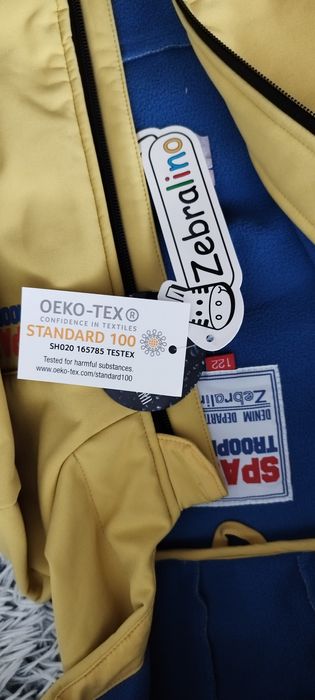 Zebralino
OEKO-TEX®
CONFIDENCE IN TEXTILES
STANDARD 100
SH020 165785 TESTEX
Tested for harmful substances.
www.oeko-tex.com/standard100
122
Zebralino
DENIM DEPART
SPA
TROOP